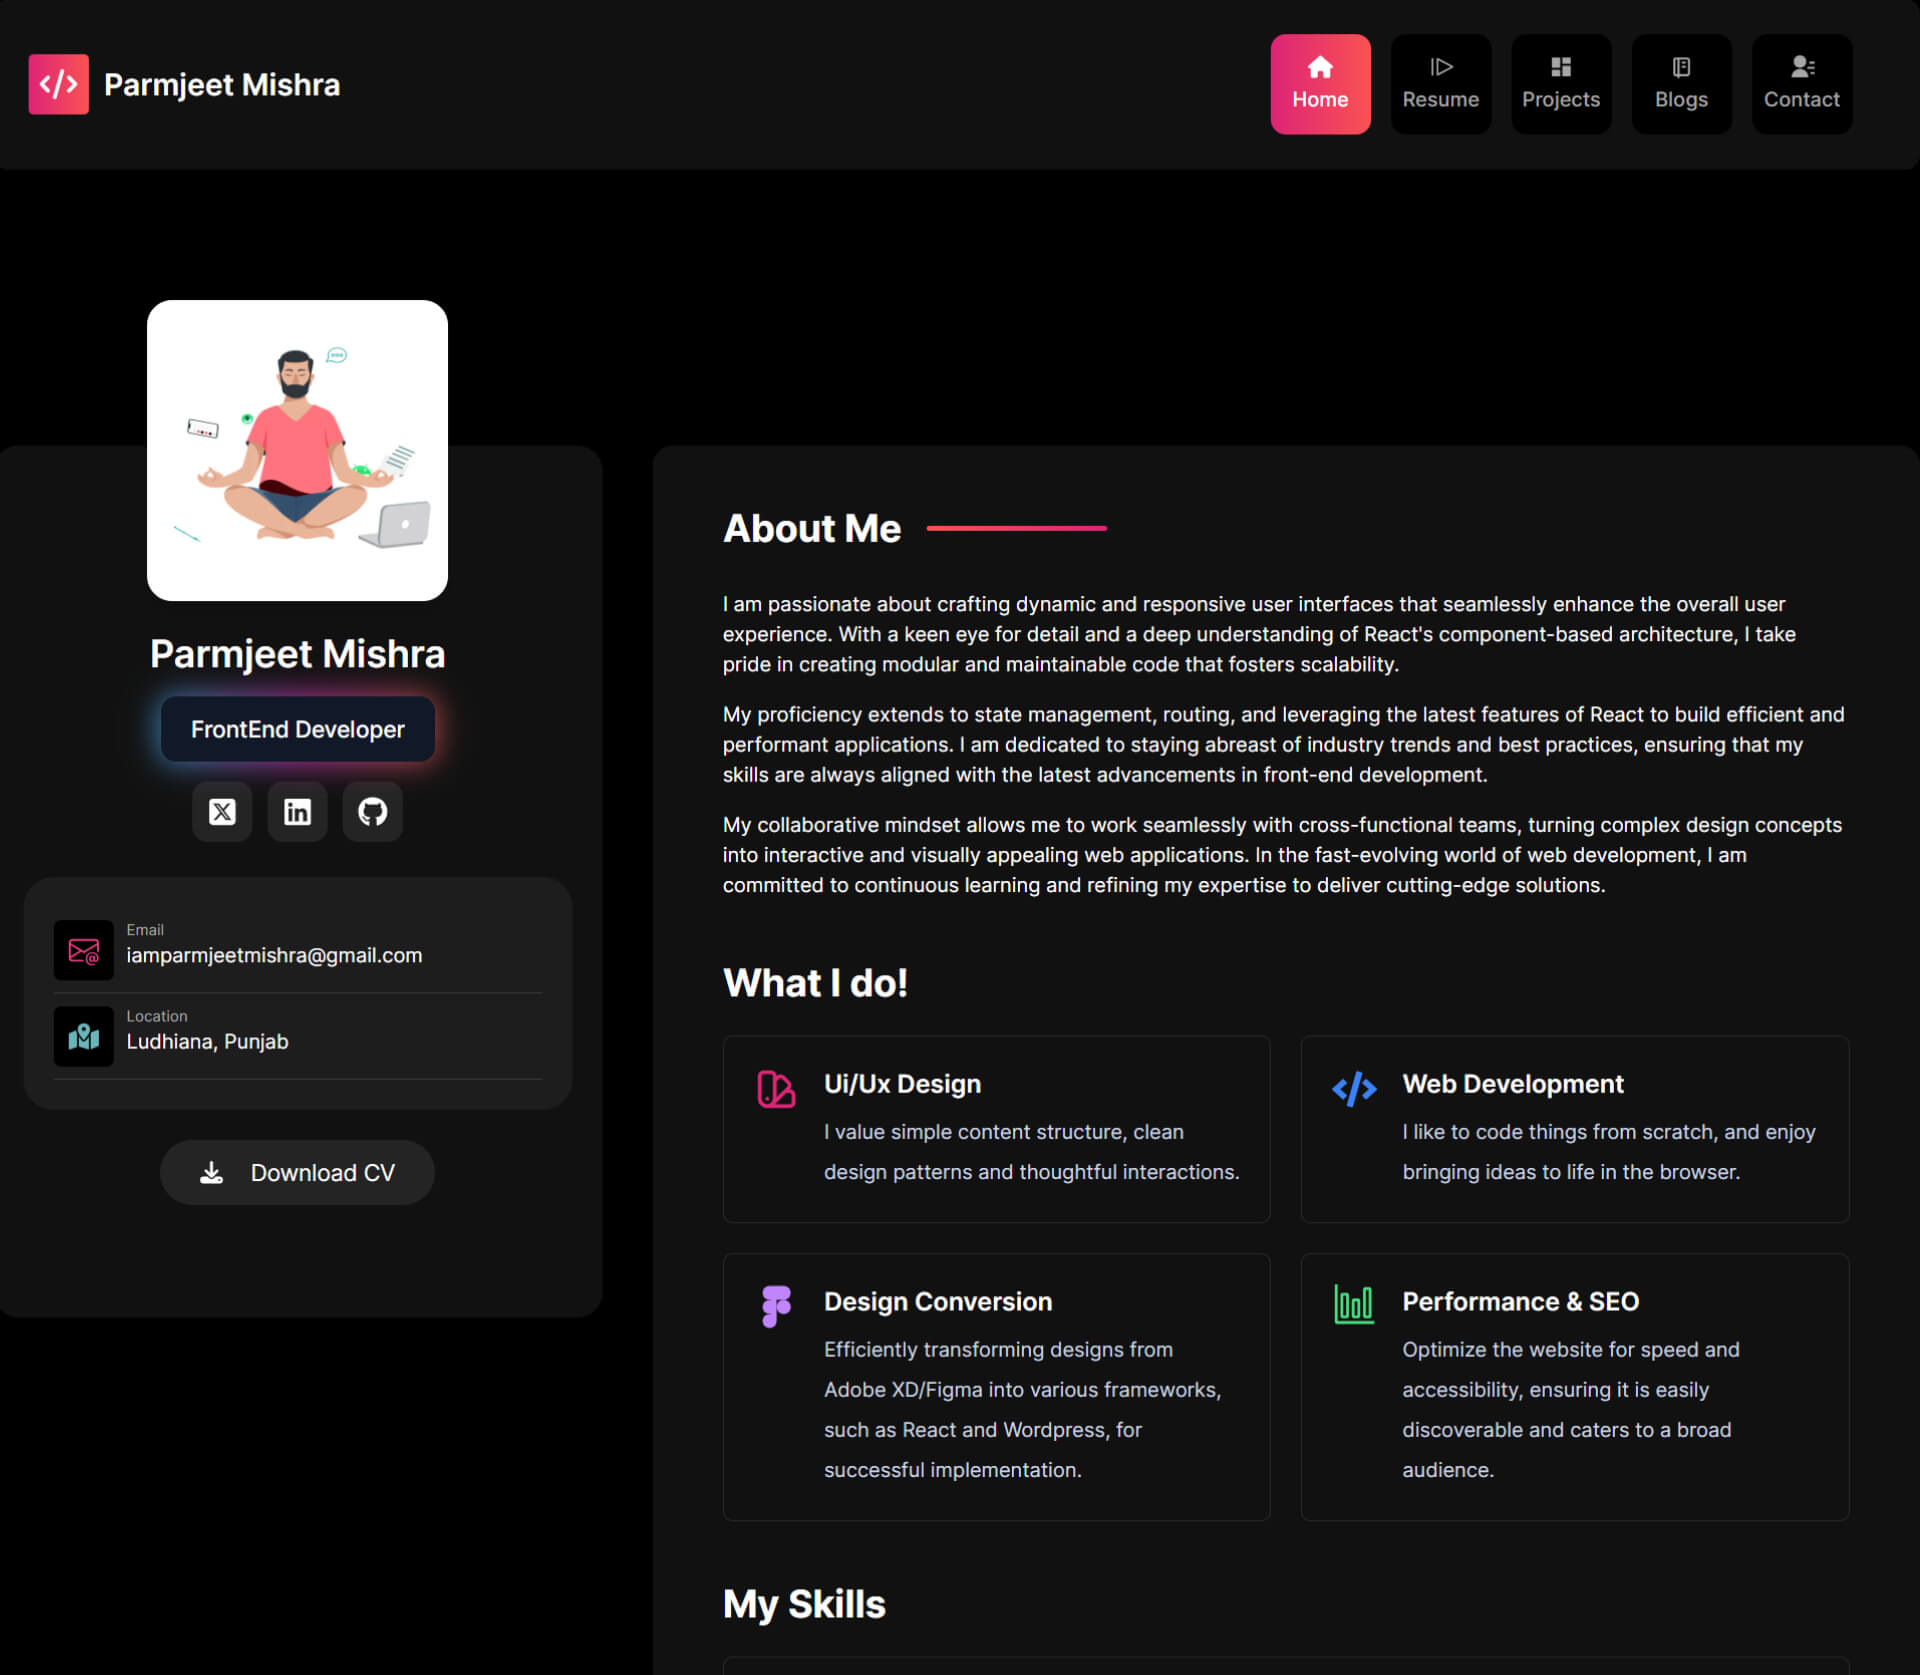 Parmjeet Mishra
Home
Resume
Projects
Blogs
Contact
Parmjeet Mishra
FrontEnd Developer
Email
iamparmjeetmishra@gmail.com
Location
Ludhiana, Punjab
Download CV
About Me
I am passionate about crafting dynamic and responsive user interfaces that seamlessly enhance the overall user
experience. With a keen eye for detail and a deep understanding of React's component-based architecture, I take
pride in creating modular and maintainable code that fosters scalability.
My proficiency extends to state management, routing, and leveraging the latest features of React to build efficient and
performant applications. I am dedicated to staying abreast of industry trends and best practices, ensuring that my
skills are always aligned with the latest advancements in front-end development.
My collaborative mindset allows me to work seamlessly with cross-functional teams, turning complex design concepts
into interactive and visually appealing web applications. In the fast-evolving world of web development, I am
committed to continuous learning and refining my expertise to deliver cutting-edge solutions.
What I do!
Ui/Ux Design
I value simple content structure, clean
design patterns and thoughtful interactions.
Web Development
I like to code things from scratch, and enjoy
bringing ideas to life in the browser.
Design Conversion
Efficiently transforming designs from
Adobe XD/Figma into various frameworks,
such as React and Wordpress, for
successful implementation.
Performance & SEO
Optimize the website for speed and
accessibility, ensuring it is easily
discoverable and caters to a broad
audience.
My Skills